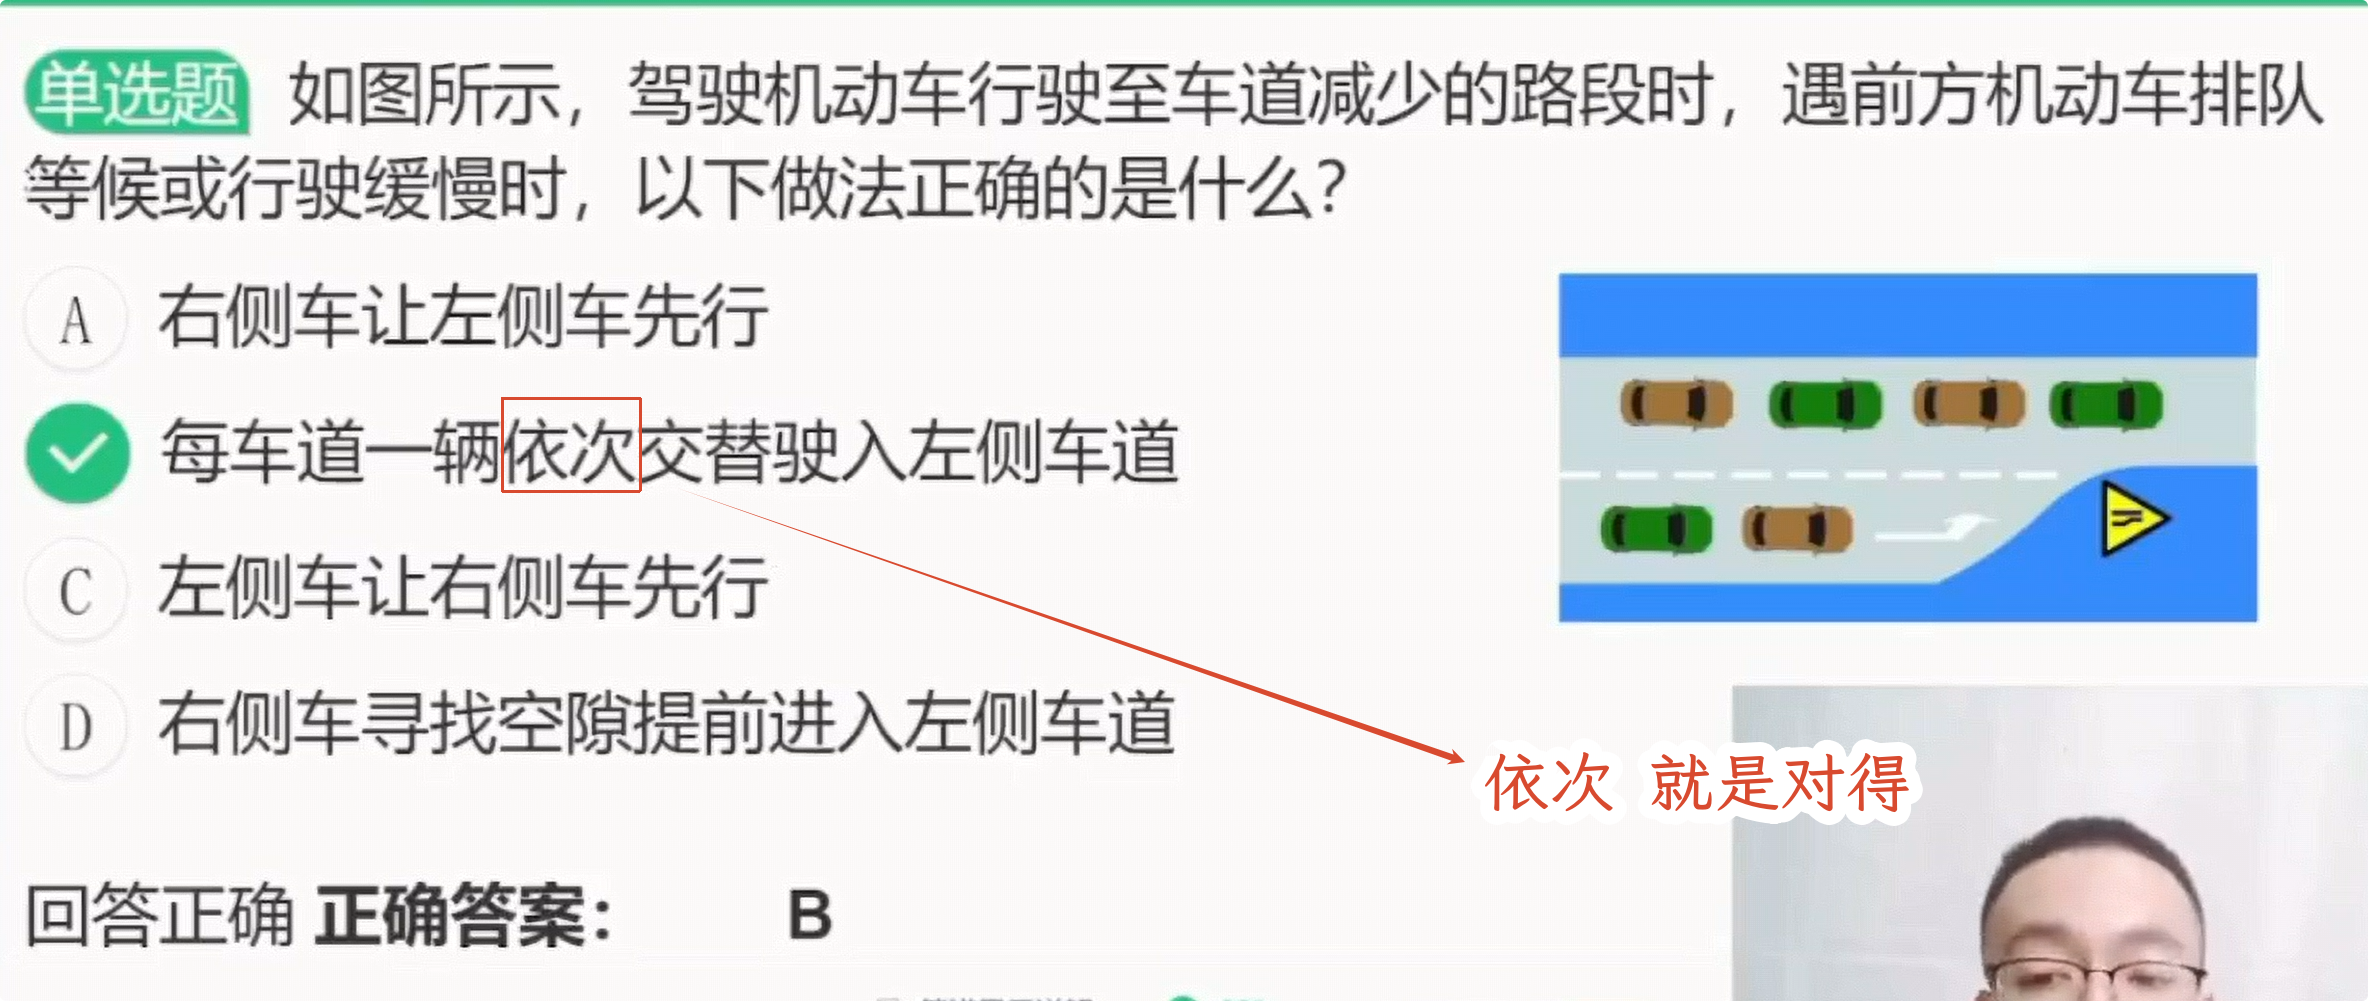 单选题 如图所示，驾驶机动车行驶至车道减少的路段时，遇前方机动车排队
等候或行驶缓慢时，以下做法正确的是什么？
A 右侧车让左侧车先行
每车道一辆依次交替驶入左侧车道
C 左侧车让右侧车先行
D 右侧车寻找空隙提前进入左侧车道
依次 就是对得
回答正确 正确答案： B